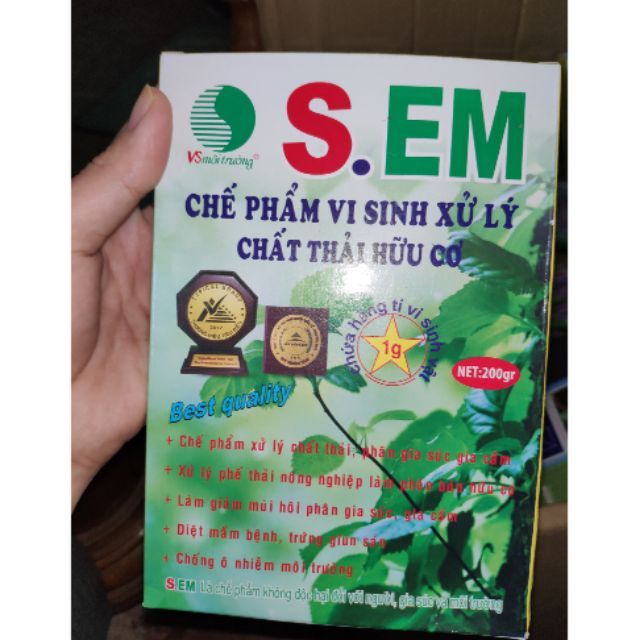 S.EM
VSmôi trường®
CHẾ PHẨM VI SINH XỬ LÝ
CHẤT THẢI HỮU CƠ
chứa hàng tỉ vi sinh vật
1g
NET:200gr
Best quality
+ Chế phẩm xử lý chất thải, phân gia súc gia cầm
+ Xử lý phế thải nông nghiệp làm phân bón hữu cơ
+ Làm giảm mùi hôi phân gia súc, gia cầm
+ Diệt mầm bệnh, trứng giun sán
+ Chống ô nhiễm môi trường
S.EM Là chế phẩm không độc hại đối với người, gia súc và môi trường